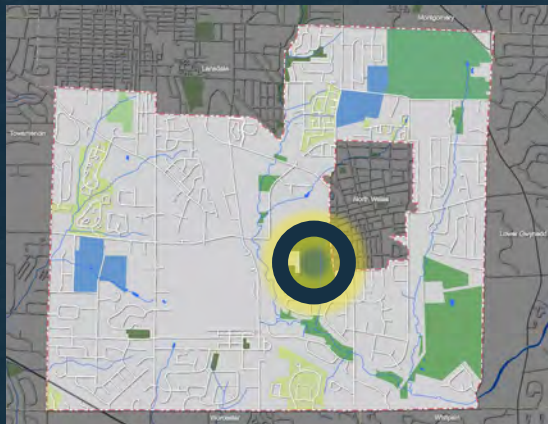 Montgomery
Lansdale
Towamencin
North Wales
Lower Gwynedd
Worcester
Whitpain